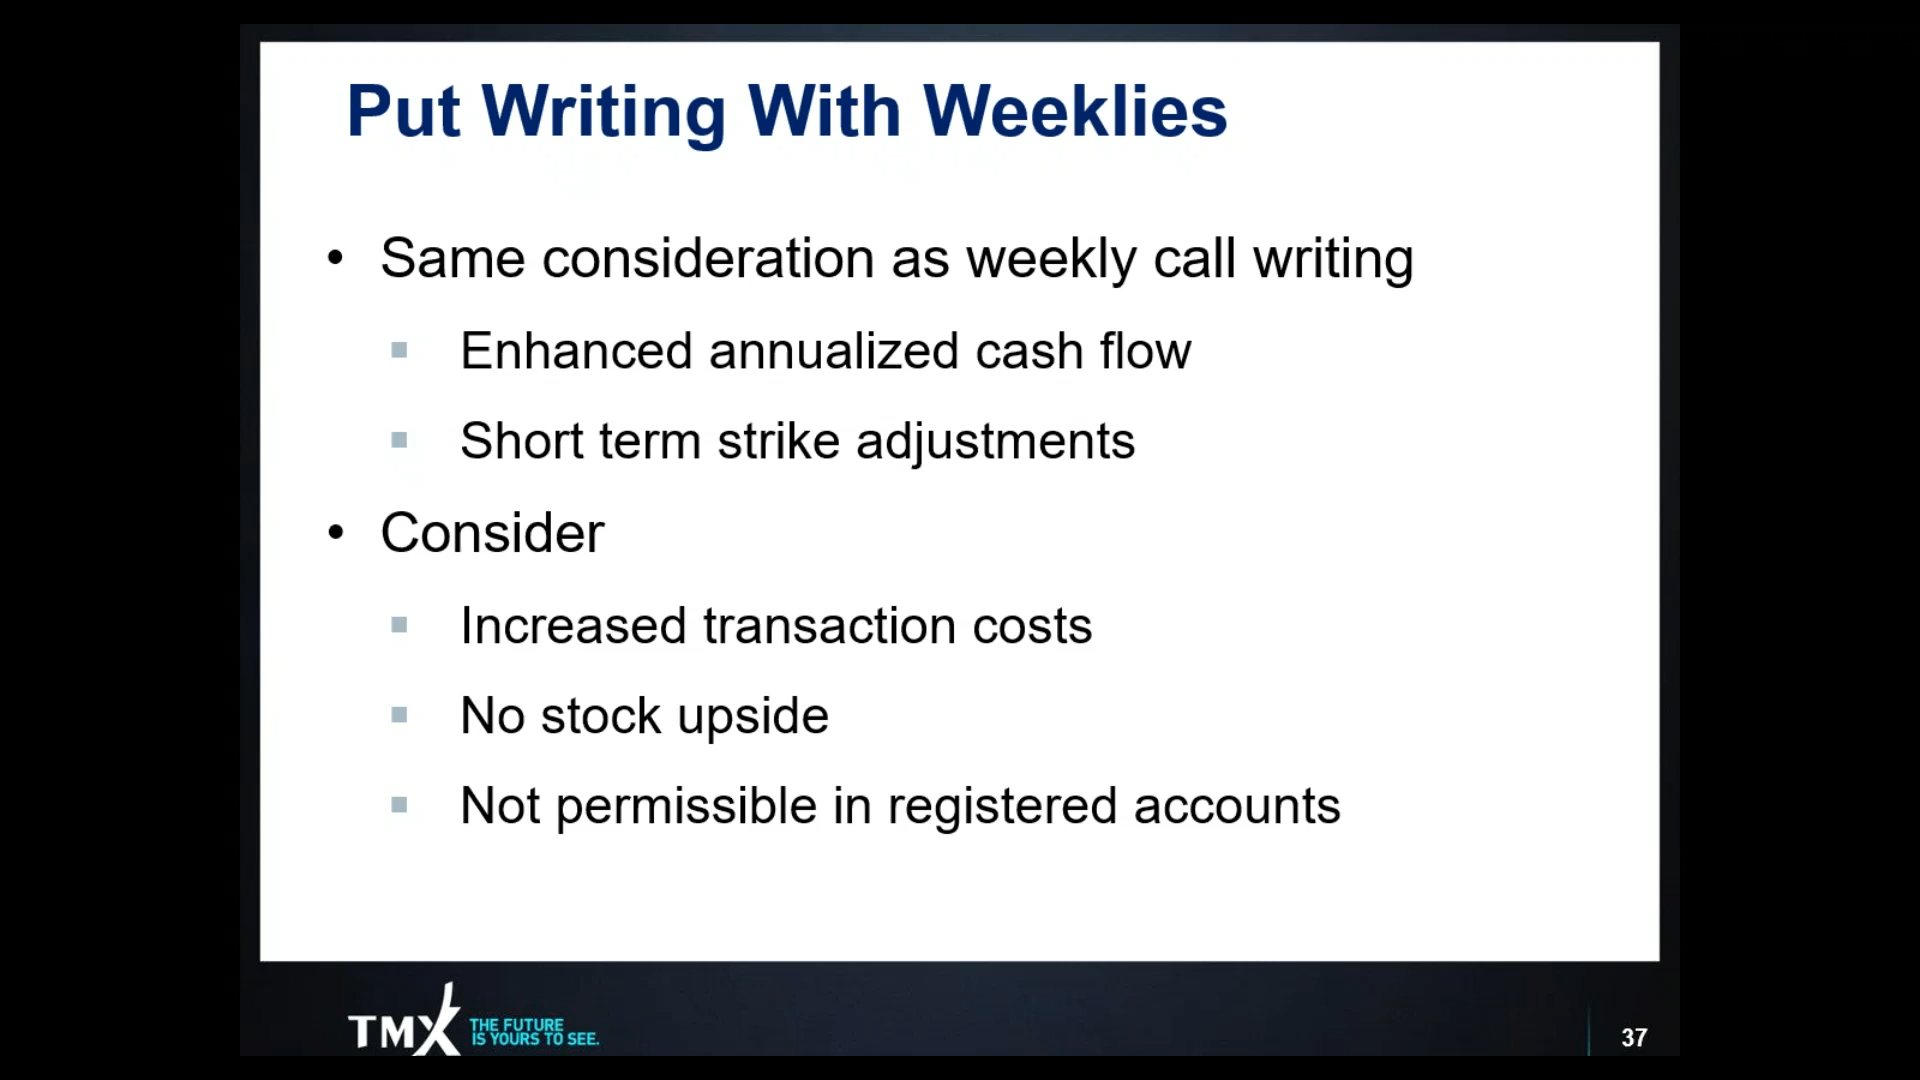 Put Writing With Weeklies
• Same consideration as weekly call writing
▪ Enhanced annualized cash flow
▪ Short term strike adjustments
• Consider
▪ Increased transaction costs
▪ No stock upside
▪ Not permissible in registered accounts
TMX THE FUTURE
IS YOURS TO SEE.
37